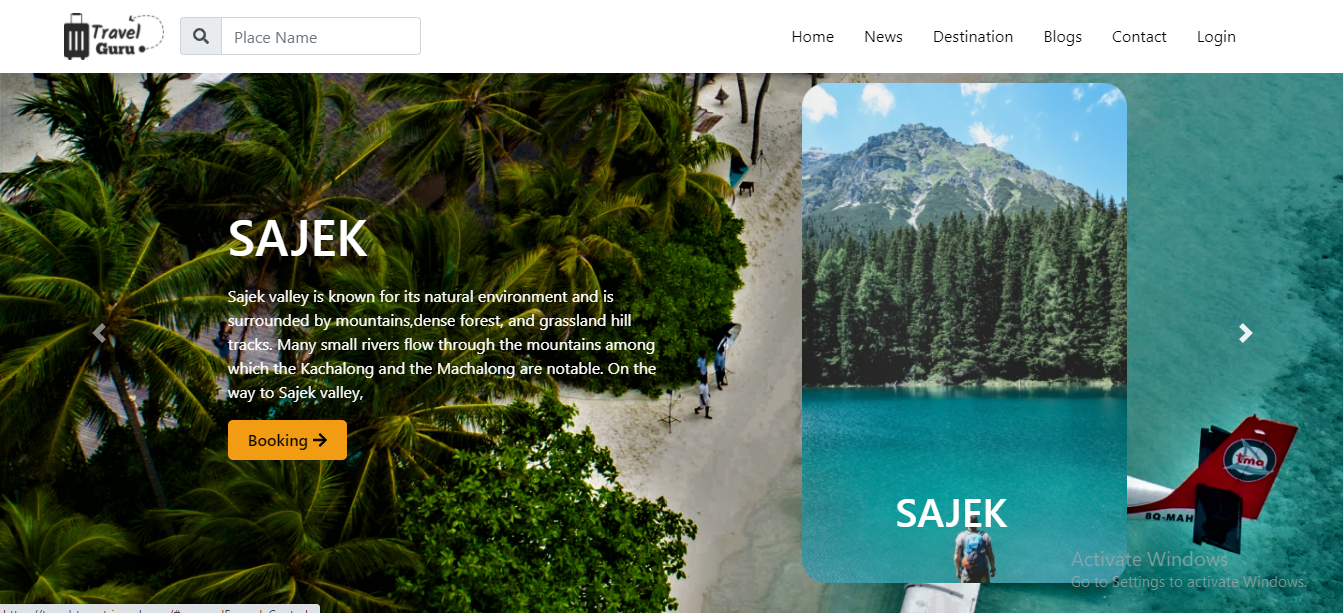 Travel
Guru
Place Name
Home
News
Destination
Blogs
Contact
Login
SAJEK
Sajek valley is known for its natural environment and is
surrounded by mountains,dense forest, and grassland hill
tracks. Many small rivers flow through the mountains among
which the Kachalong and the Machalong are notable. On the
way to Sajek valley,
Booking
SAJEK
tma
8Q-MAH
Activate Windows
Go to Settings to activate Windows.